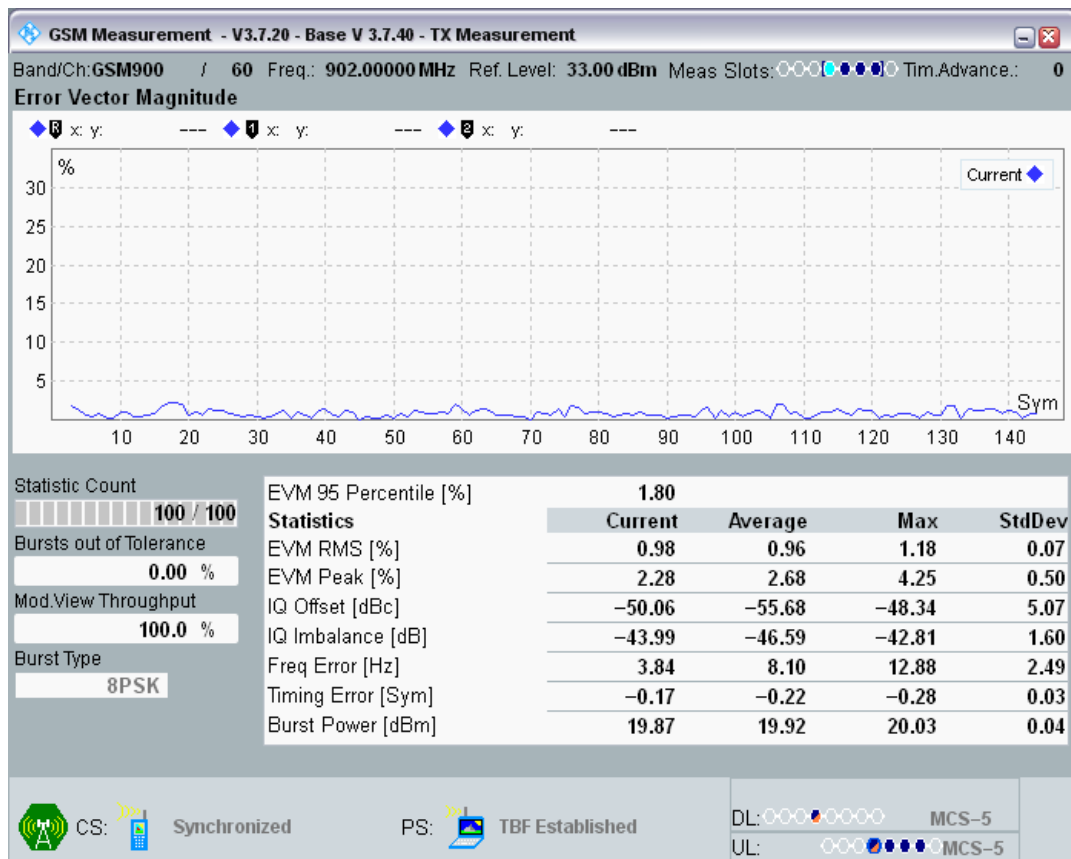 GSM Measurement - V3.7.20 - Base V 3.7.40 - TX Measurement
Band/Ch:GSM900 / 60 Freq.: 902.00000 MHz Ref. Level: 33.00 dBm Meas Slots: Tim.Advance.: 0
Error Vector Magnitude
R x: y: --- 1 x: y: --- 2 x: y: ---
%
Current
30
25
20
15
10
5
Sym
10 20 30 40 50 60 70 80 90 100 110 120 130 140
Statistic Count
100 / 100
Bursts out of Tolerance
0.00 %
Mod.View Throughput
100.0 %
Burst Type
8PSK
EVM 95 Percentile [%] 1.80
Statistics Current Average Max StdDev
EVM RMS [%] 0.98 0.96 1.18 0.07
EVM Peak [%] 2.28 2.68 4.25 0.50
IQ Offset [dBc] −50.06 −55.68 −48.34 5.07
IQ Imbalance [dB] −43.99 −46.59 −42.81 1.60
Freq Error [Hz] 3.84 8.10 12.88 2.49
Timing Error [Sym] −0.17 −0.22 −0.28 0.03
Burst Power [dBm] 19.87 19.92 20.03 0.04
CS: Synchronized PS: TBF Established
DL: MCS−5
UL: MCS−5